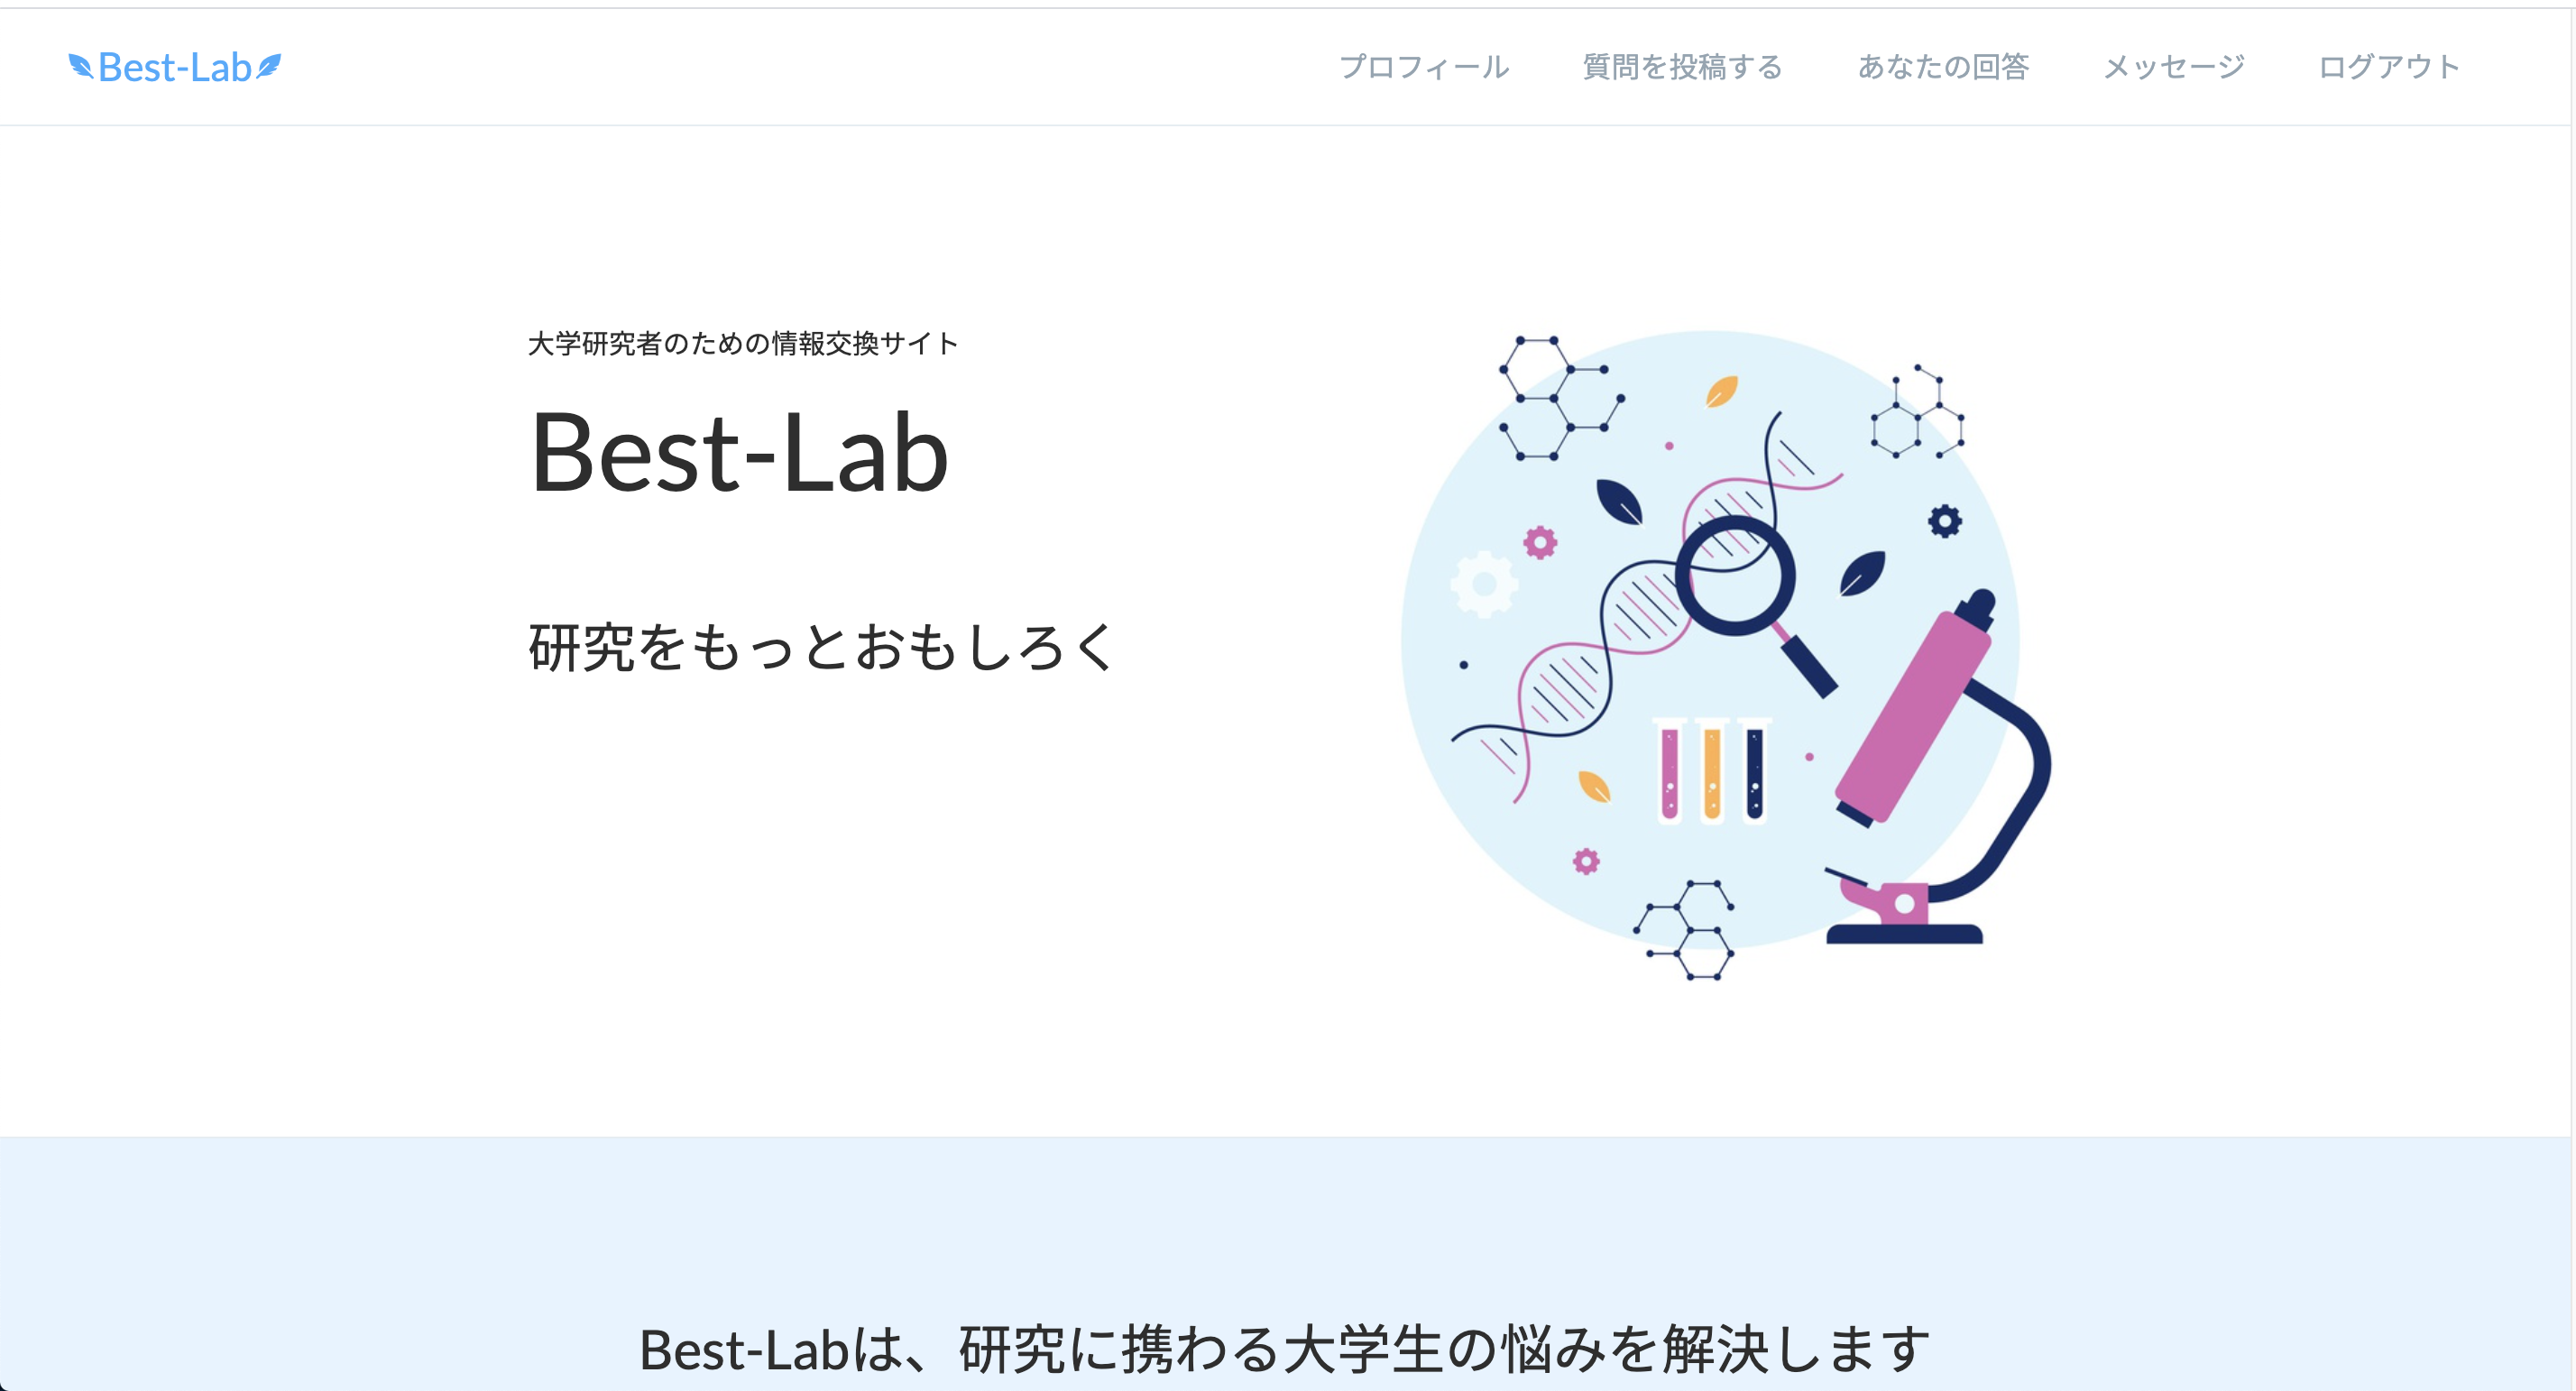 Best-Lab
プロフィール 質問を投稿する あなたの回答 メッセージ ログアウト
大学研究者のための情報交換サイト
Best-Lab
研究をもっとおもしろく
Best-Labは、研究に携わる大学生の悩みを解決します